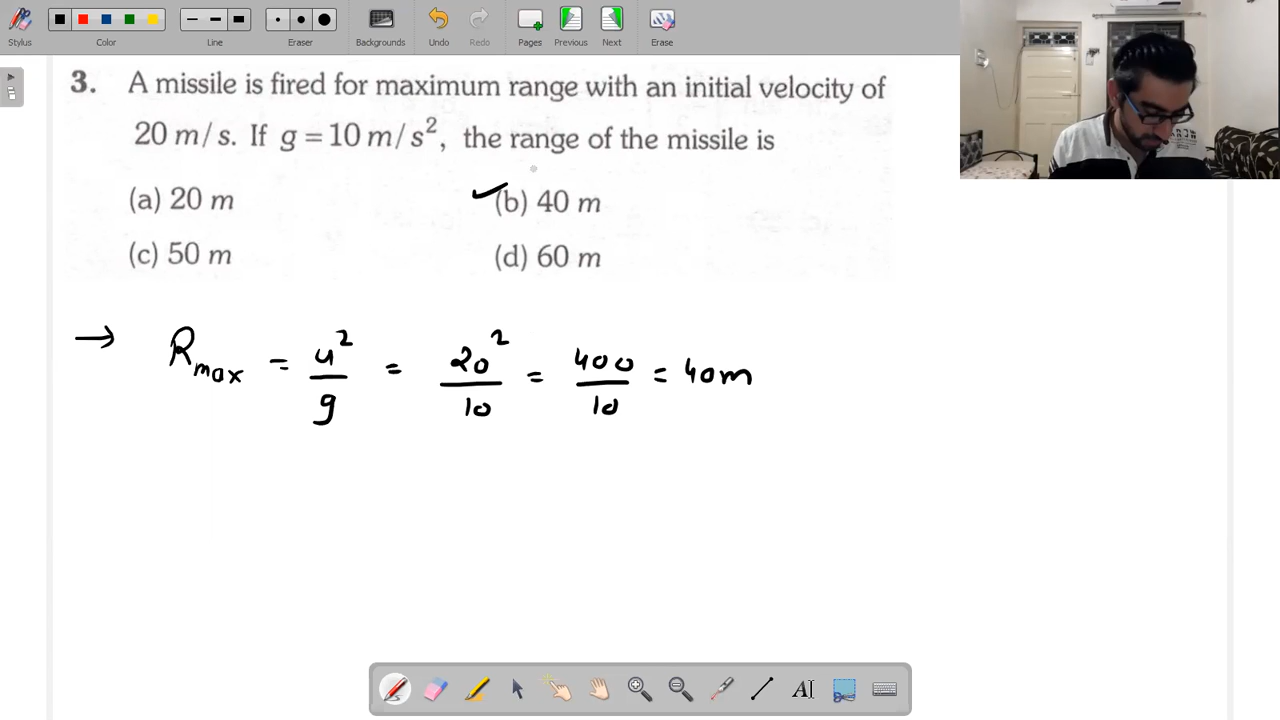 Stylus
Color
Line
Eraser
Backgrounds
Undo
Redo
Pages
Previous
Next
Erase
3. A missile is fired for maximum range with an initial velocity of
20 m/s. If g = 10 m/s², the range of the missile is
(a) 20 m
(b) 40 m
(c) 50 m
(d) 60 m
→ Rmax = u²/g = 20²/10 = 400/10 = 40m
AI